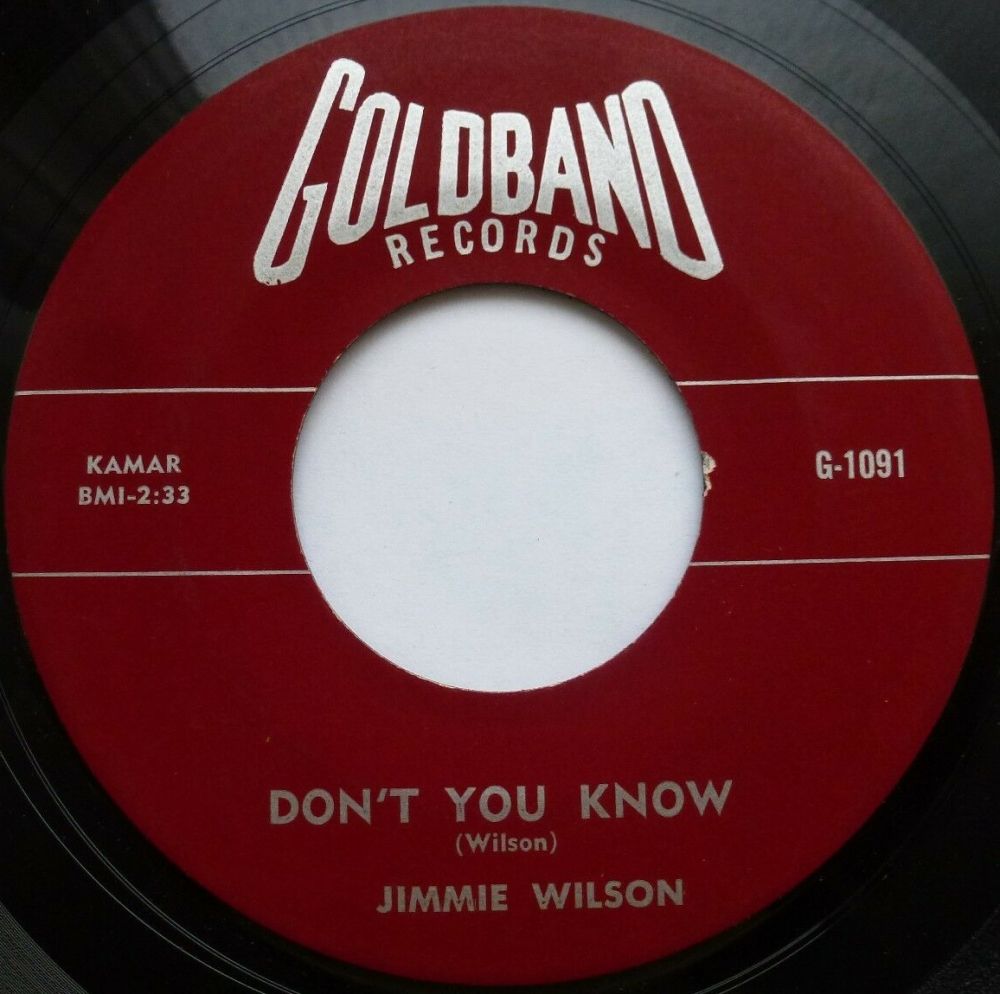 GOLDBAND
RECORDS
KAMAR
BMI-2:33
G-1091
DON'T YOU KNOW
(Wilson)
JIMMIE WILSON